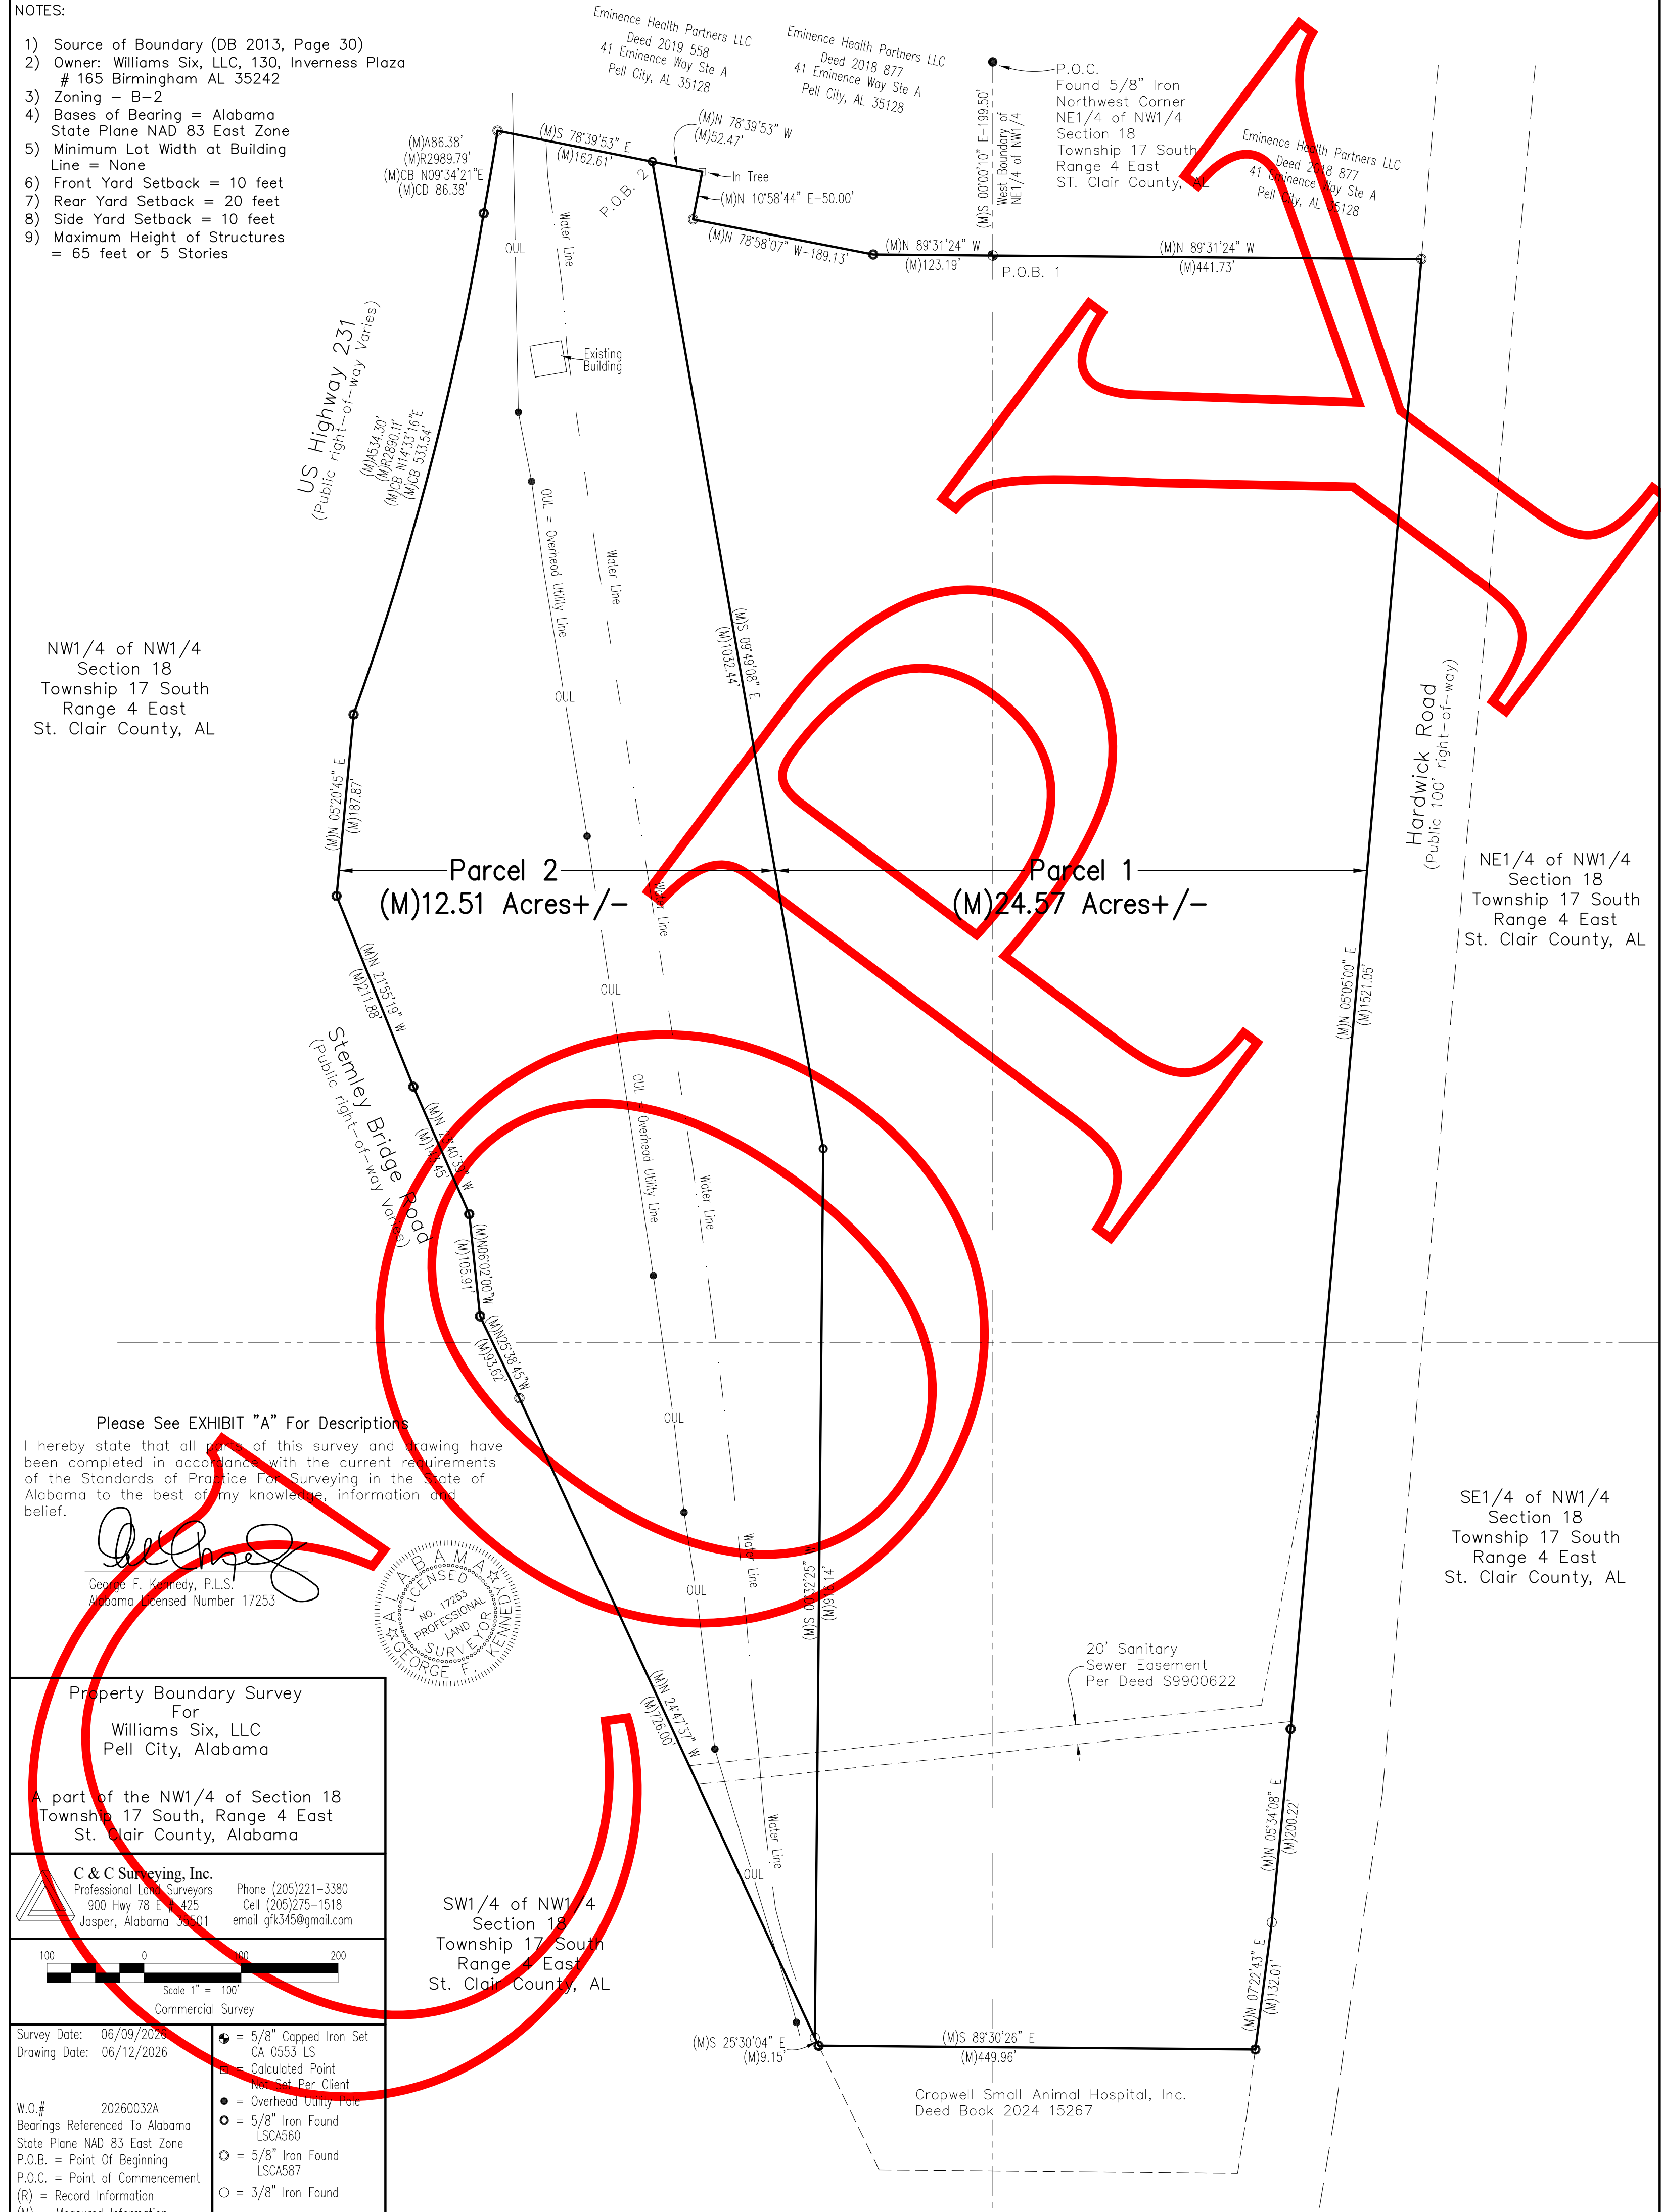 NOTES:
1) Source of Boundary (DB 2013, Page 30)
2) Owner: Williams Six, LLC, 130, Inverness Plaza
# 165 Birmingham AL 35242
3) Zoning - B-2
4) Bases of Bearing = Alabama
State Plane NAD 83 East Zone
5) Minimum Lot Width at Building
Line = None
6) Front Yard Setback = 10 feet
7) Rear Yard Setback = 20 feet
8) Side Yard Setback = 10 feet
9) Maximum Height of Structures
= 65 feet or 5 Stories
Eminence Health Partners LLC
Deed 2019 558
41 Eminence Way Ste A
Pell City, AL 35128
Eminence Health Partners LLC
Deed 2018 877
41 Eminence Way Ste A
Pell City, AL 35128
P.O.C.
Found 5/8" Iron
Northwest Corner
NE1/4 of NW1/4
Section 18
Township 17 South
Range 4 East
ST. Clair County, AL
Eminence Health Partners LLC
Deed 2018 877
41 Eminence Way Ste A
Pell City, AL 35128
(M)S 00°00'10" E-199.50'
West Boundary of
NE1/4 of NW1/4
(M)A86.38'
(M)R2989.79'
(M)CB N09°34'21"E
(M)CD 86.38'
(M)S 78°39'53" E
(M)162.61'
(M)N 78°39'53" W
(M)52.47'
In Tree
P.O.B. 2
(M)N 10°58'44" E-50.00'
(M)N 78°58'07" W-189.13'
(M)N 89°31'24" W
(M)123.19'
P.O.B. 1
(M)N 89°31'24" W
(M)441.73'
OUL
Water Line
Existing
Building
US Highway 231
(Public right-of-way Varies)
(M)A534.30'
(M)R2890.11'
(M)CB N14°33'16"E
(M)CB 533.54'
OUL = Overhead Utility Line
Water Line
(M)S 09°49'08" E
(M)1032.44'
OUL
NW1/4 of NW1/4
Section 18
Township 17 South
Range 4 East
St. Clair County, AL
Hardwick Road
(Public 100' right-of-way)
(M)N 05°20'45" E
(M)187.87'
Parcel 2
(M)12.51 Acres+/-
Water Line
Parcel 1
(M)24.57 Acres+/-
NE1/4 of NW1/4
Section 18
Township 17 South
Range 4 East
St. Clair County, AL
(M)N 21°55'19" W
(M)211.88'
OUL
(M)N 05°05'00" E
(M)1521.05'
Stemley Bridge Road
(Public right-of-way Varies)
OUL = Overhead Utility Line
W
Water Line
(M)N06°02'00"W
(M)105.91'
(M)N25°38'45"W
(M)93.62'
OUL
Please See EXHIBIT "A" For Descriptions
I hereby state that all parts of this survey and drawing have
been completed in accordance with the current requirements
of the Standards of Practice For Surveying in the State of
Alabama to the best of my knowledge, information and
belief.
George F. Kennedy, P.L.S.
Alabama Licensed Number 17253
ALABAMA
LICENSED
NO. 17253
PROFESSIONAL
LAND
SURVEYOR
GEORGE F. KENNEDY
Water Line
OUL
(M)S 00°32'25" W
SE1/4 of NW1/4
Section 18
Township 17 South
Range 4 East
St. Clair County, AL
20' Sanitary
Sewer Easement
Per Deed S9900622
(M)N 24°47'37" W
(M)726.00'
Property Boundary Survey
For
Williams Six, LLC
Pell City, Alabama
A part of the NW1/4 of Section 18
Township 17 South, Range 4 East
St. Clair County, Alabama
(M)N 05°34'08" E
(M)200.22'
Water Line
OUL
C & C Surveying, Inc.
Professional Land Surveyors
900 Hwy 78 E # 425
Jasper, Alabama 35501
Phone (205)221-3380
Cell (205)275-1518
email gfk345@gmail.com
SW1/4 of NW1/4
Section 18
Township 17 South
Range 4 East
St. Clair County, AL
100 0 100 200
Scale 1" = 100'
Commercial Survey
(M)N 07°22'43" E
(M)132.01'
(M)S 25°30'04" E
(M)9.15'
(M)S 89°30'26" E
(M)449.96'
Cropwell Small Animal Hospital, Inc.
Deed Book 2024 15267
Survey Date: 06/09/2026
Drawing Date: 06/12/2026
W.O.# 20260032A
Bearings Referenced To Alabama
State Plane NAD 83 East Zone
P.O.B. = Point Of Beginning
P.O.C. = Point of Commencement
(R) = Record Information
= 5/8" Capped Iron Set
CA 0553 LS
= Calculated Point
Not Set Per Client
= Overhead Utility Pole
= 5/8" Iron Found
LSCA560
= 5/8" Iron Found
LSCA587
= 3/8" Iron Found
COPY